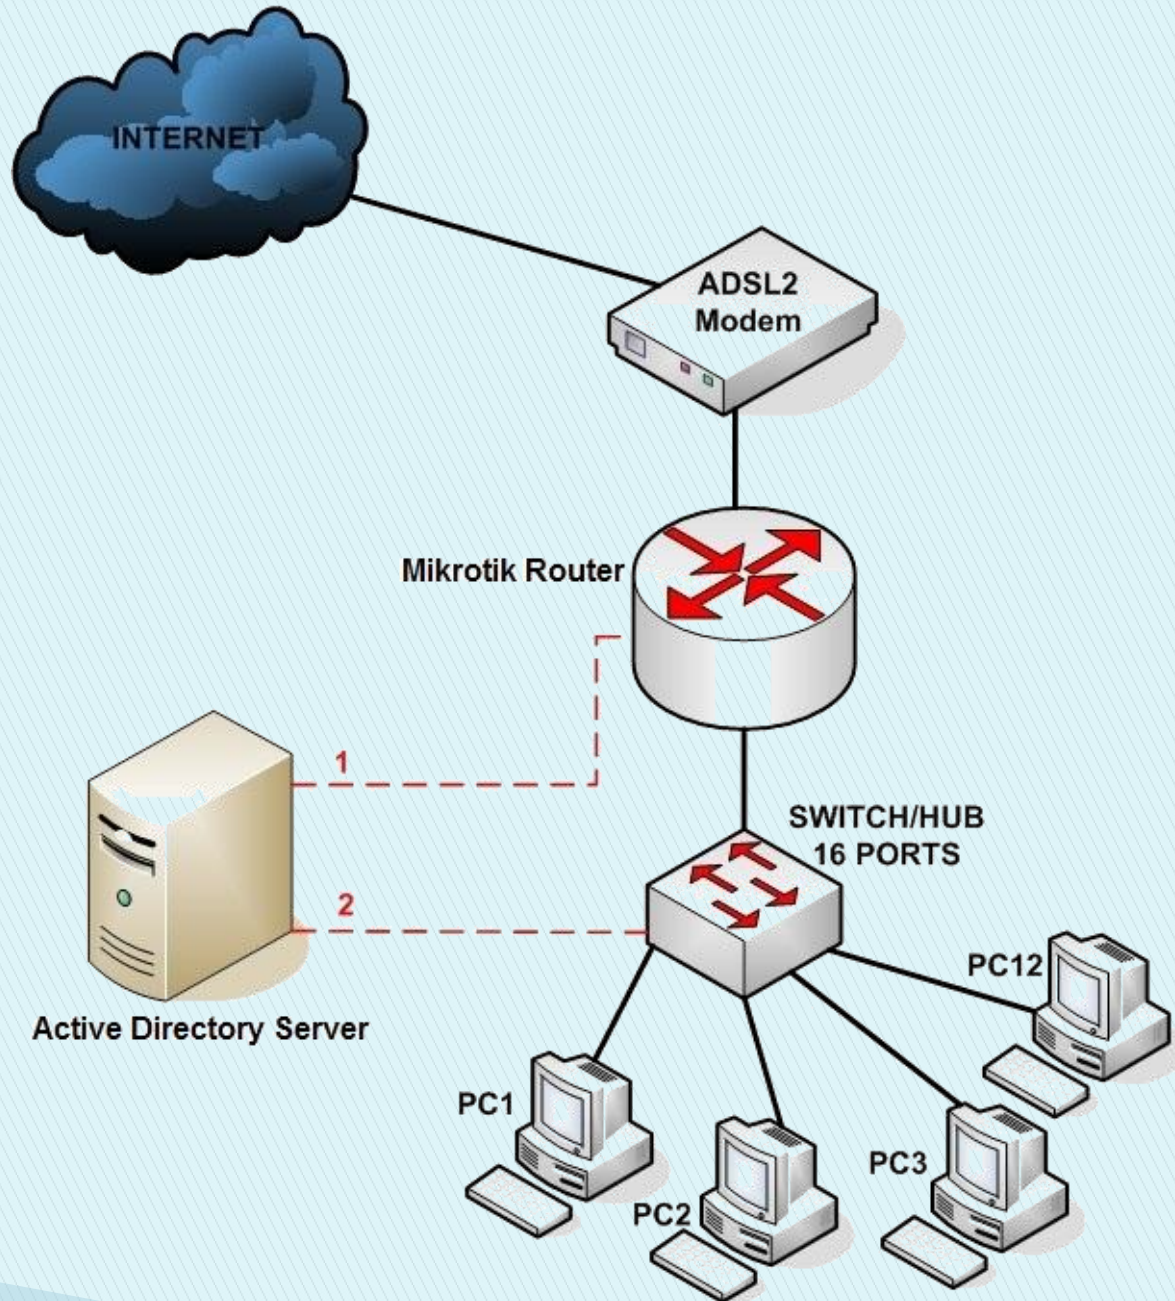 INTERNET
ADSL2
Modem
Mikrotik Router
1
SWITCH/HUB
16 PORTS
2
PC12
Active Directory Server
PC1
PC3
PC2